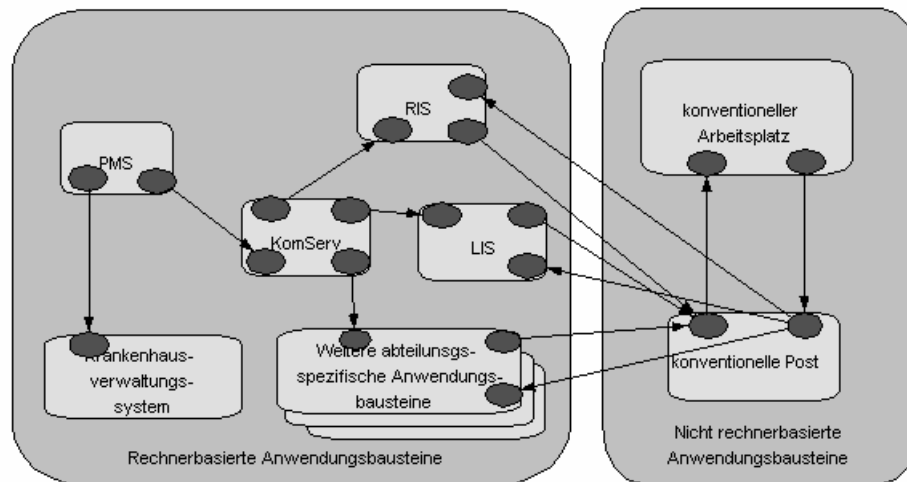 RIS
konventioneller
Arbeitsplatz
PMS
KomServ
LIS
Krankenhaus-
verwaltungs-
system
Weitere abteilunsgs-
spezifische Anwendungs-
bausteine
konventionelle Post
Rechnerbasierte Anwendungsbausteine
Nicht rechnerbasierte
Anwendungsbausteine